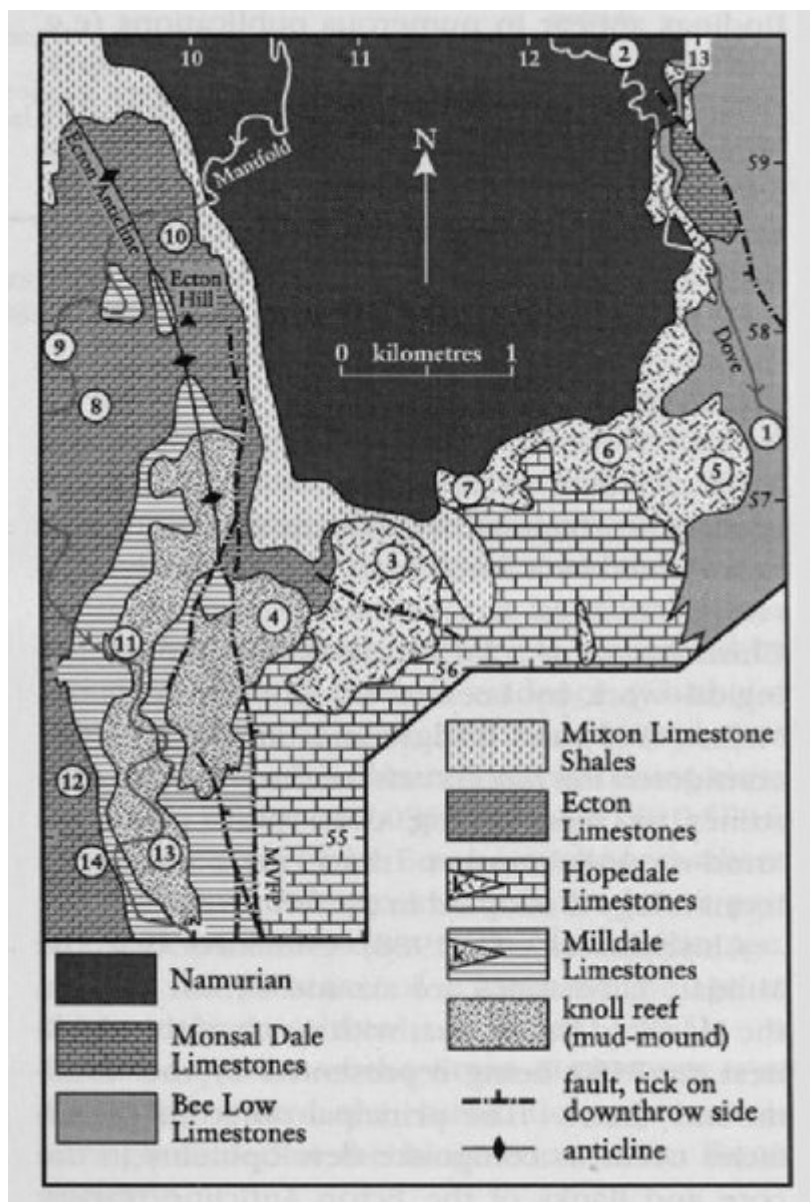 10
11
12
2
13
Manifold
N
59
Ecton Anticline
10
Ecton
Hill
58
0 kilometres 1
9
8
Dove
1
6
5
7
57
3
4
11
56
12
13
14
55
MVFP
Mixon Limestone
Shales
Ecton
Limestones
k
Hopedale
Limestones
k
Milldale
Limestones
knoll reef
(mud-mound)
fault, tick on
downthrow side
anticline
Namurian
Monsal Dale
Limestones
Bee Low
Limestones